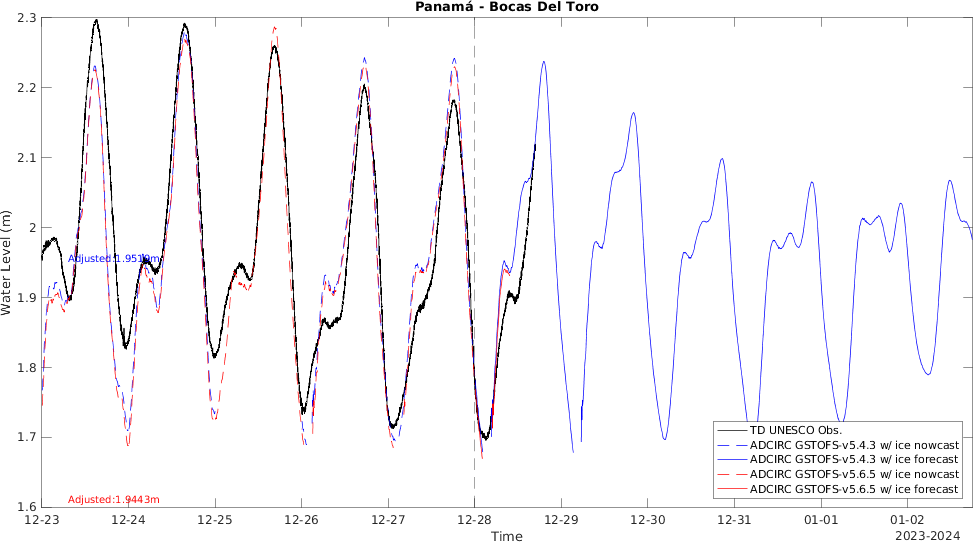 Panamá - Bocas Del Toro
2.3
2.2
2.1
2
1.9
1.8
1.7
1.6
Water Level (m)
Adjusted:1.9519m
Adjusted:1.9443m
TD UNESCO Obs.
ADCIRC GSTOFS-v5.4.3 w/ ice nowcast
ADCIRC GSTOFS-v5.4.3 w/ ice forecast
ADCIRC GSTOFS-v5.6.5 w/ ice nowcast
ADCIRC GSTOFS-v5.6.5 w/ ice forecast
12-23 12-24 12-25 12-26 12-27 12-28 12-29 12-30 12-31 01-01 01-02
Time
2023-2024